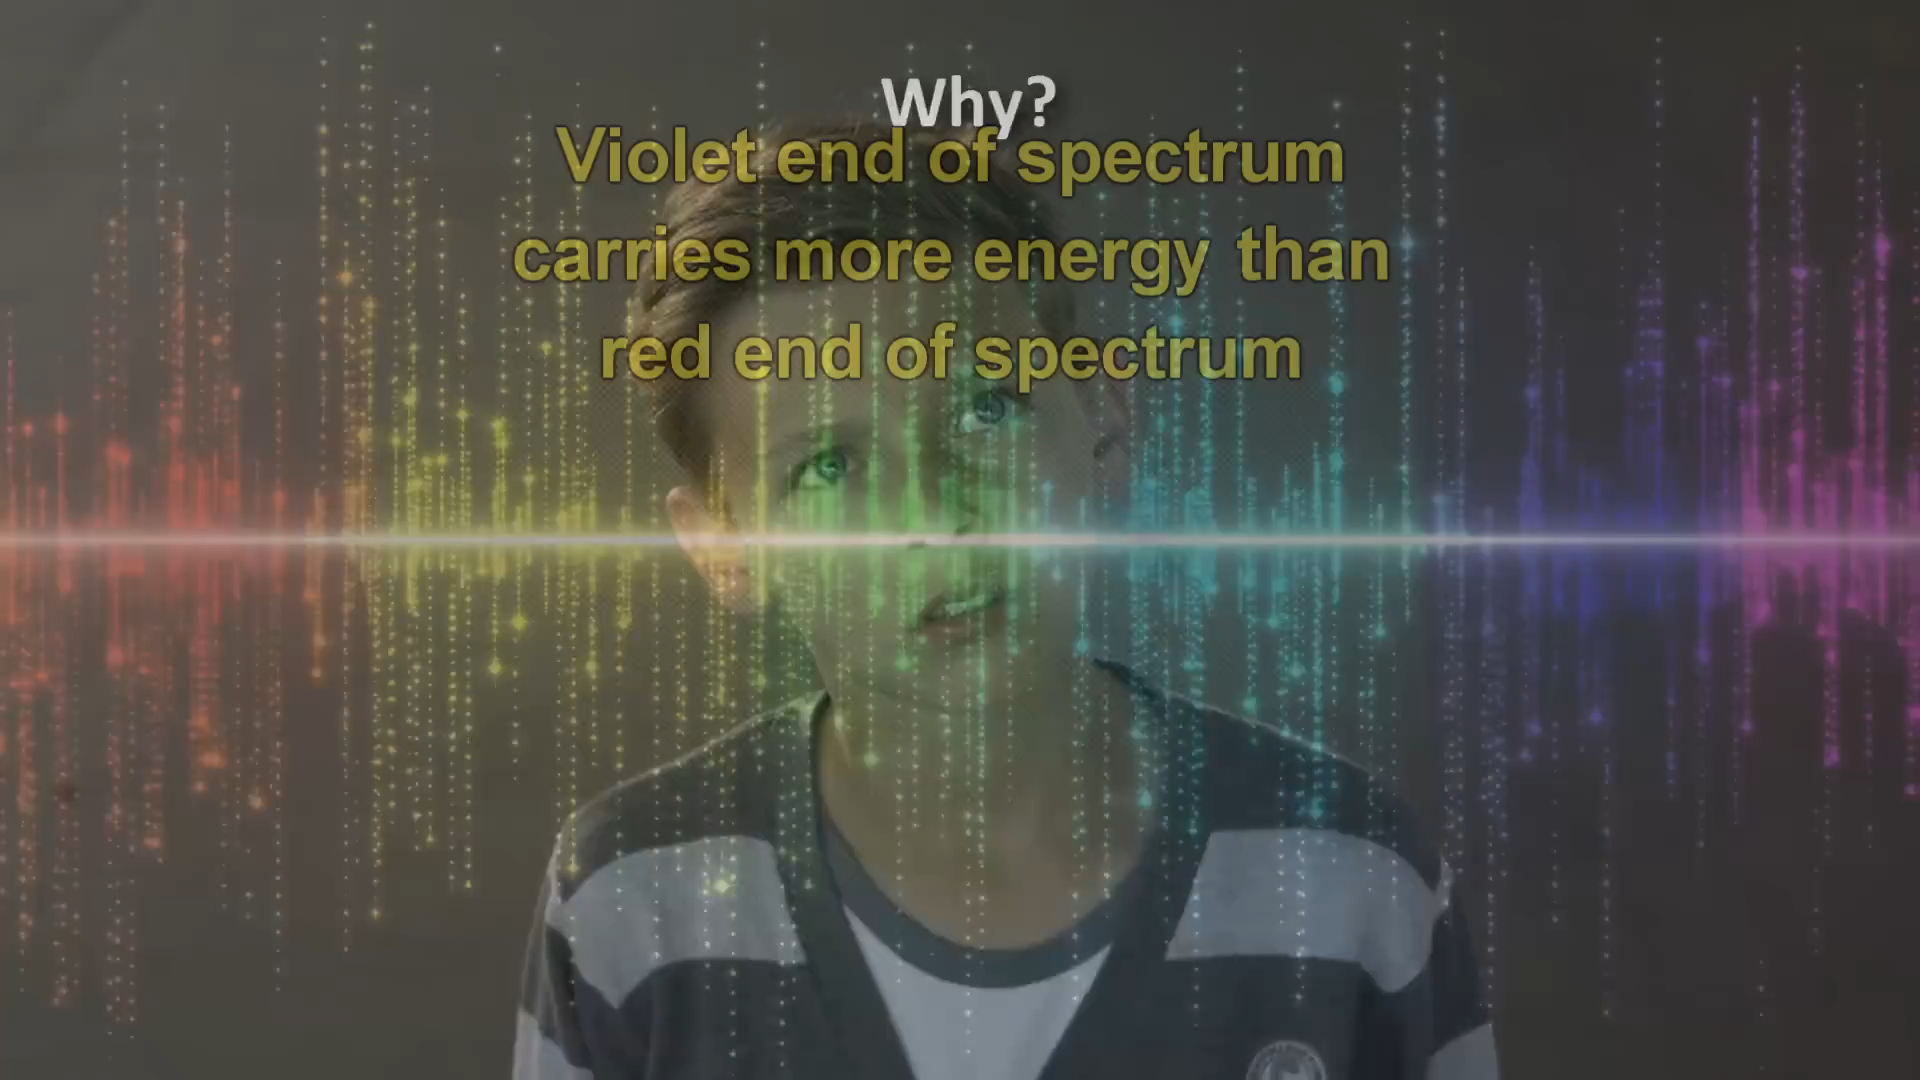 Why?
Violet end of spectrum
carries more energy than
red end of spectrum